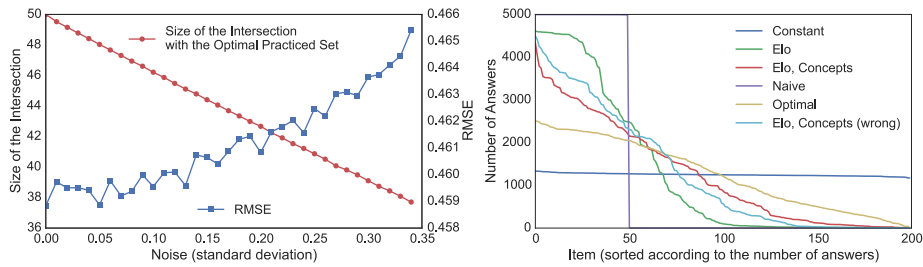 Size of the Intersection
with the Optimal Practiced Set
RMSE
Size of the Intersection
50
48
46
44
42
40
38
36
0.466
0.465
0.464
0.463
0.462
0.461
0.460
0.459
0.458
RMSE
0.00 0.05 0.10 0.15 0.20 0.25 0.30 0.35
Noise (standard deviation)
Number of Answers
5000
4000
3000
2000
1000
0
Constant
Elo
Elo, Concepts
Naive
Optimal
Elo, Concepts (wrong)
0 50 100 150 200
Item (sorted according to the number of answers)